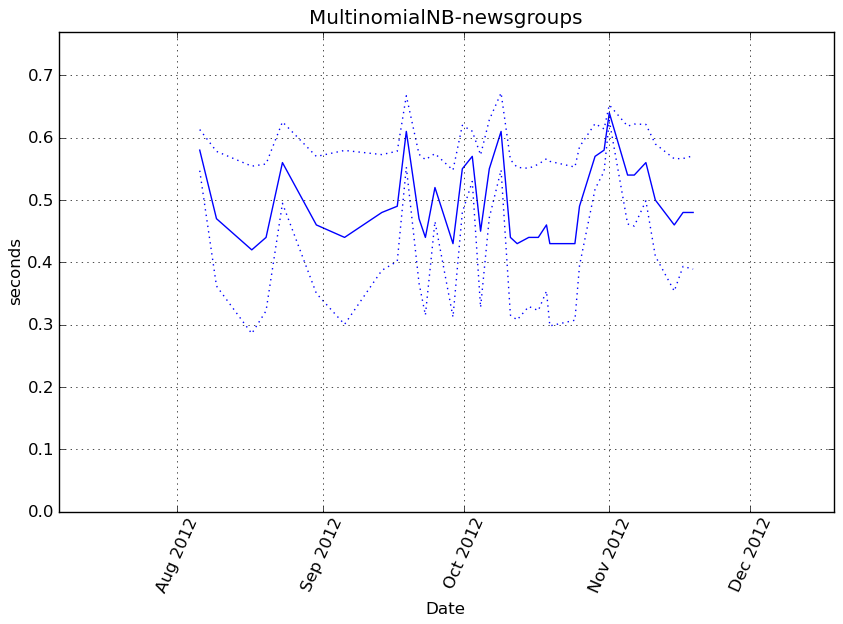 MultinomialNB-newsgroups
0.7
0.6
0.5
0.4
0.3
0.2
0.1
0.0
seconds
Aug 2012
Sep 2012
Oct 2012
Nov 2012
Dec 2012
Date